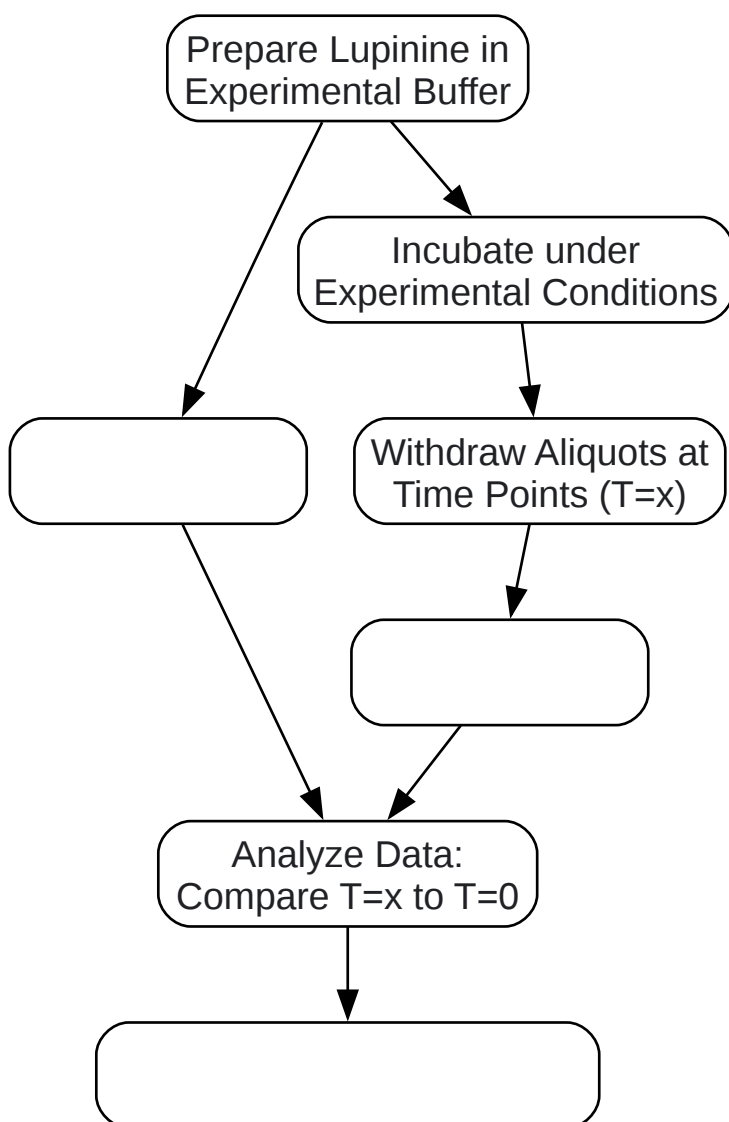 Prepare Lupinine in
Experimental Buffer
Incubate under
Experimental Conditions
Withdraw Aliquots at
Time Points (T=x)
Analyze Data:
Compare T=x to T=0